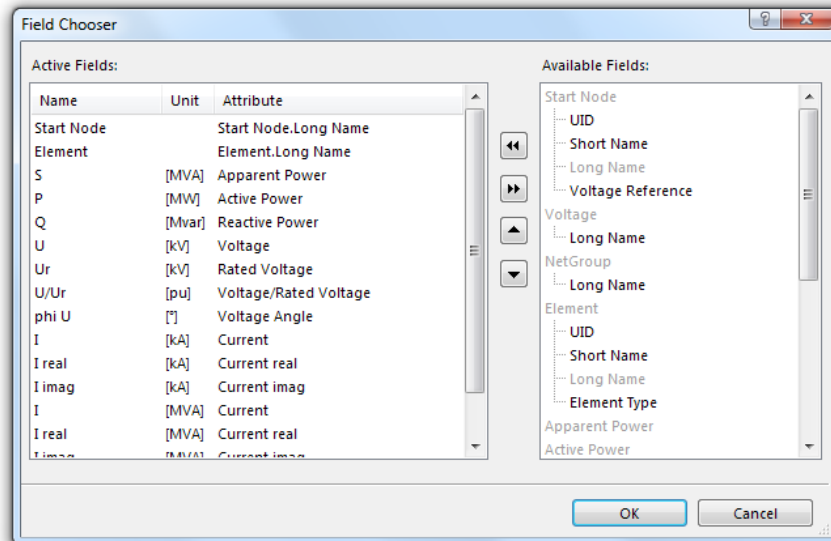 Field Chooser
Active Fields:
Name Unit Attribute
Start Node Start Node.Long Name
Element Element.Long Name
S [MVA] Apparent Power
P [MW] Active Power
Q [Mvar] Reactive Power
U [kV] Voltage
Ur [kV] Rated Voltage
U/Ur [pu] Voltage/Rated Voltage
phi U [°] Voltage Angle
I [kA] Current
I real [kA] Current real
I imag [kA] Current imag
I [MVA] Current
I real [MVA] Current real
I imag [MVA] Current imag
Available Fields:
Start Node
UID
Short Name
Long Name
Voltage Reference
Voltage
Long Name
NetGroup
Long Name
Element
UID
Short Name
Long Name
Element Type
Apparent Power
Active Power
OK Cancel